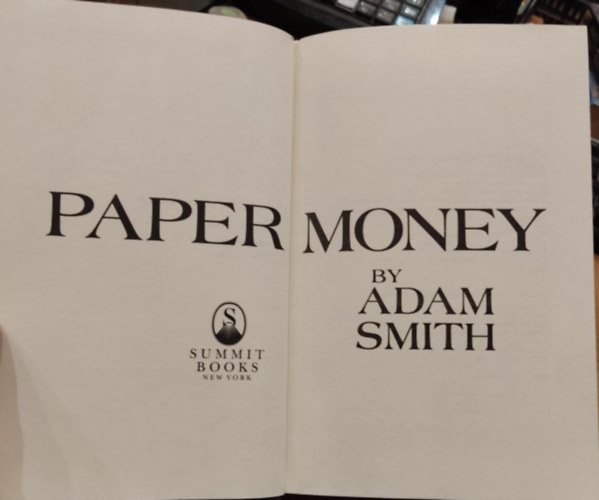 PAPER MONEY
BY
ADAM
SMITH
S
SUMMIT
BOOKS
NEW YORK